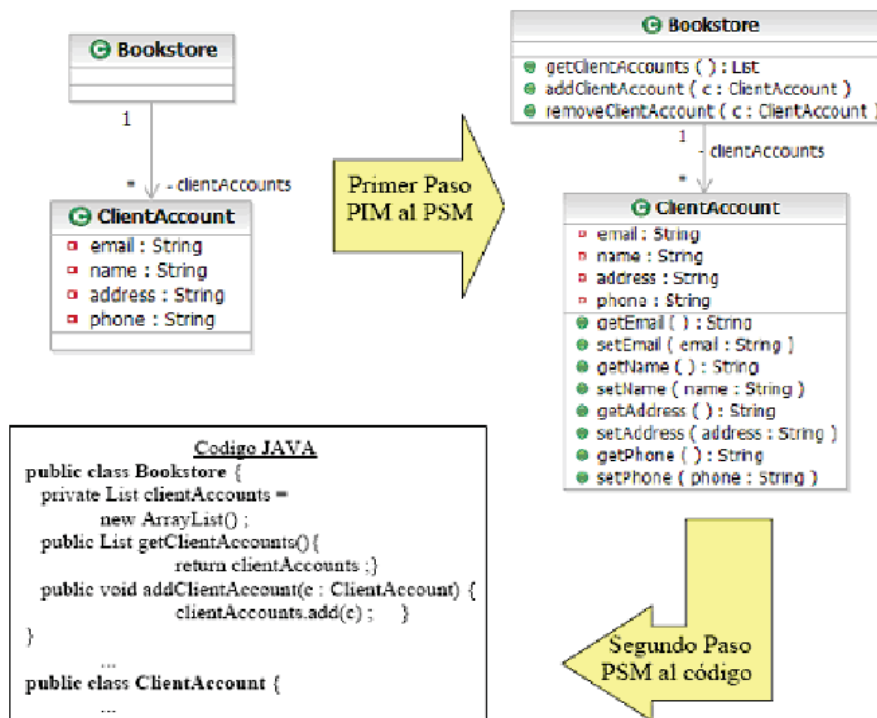 Bookstore
1
* - clientAccounts
ClientAccount
email : String
name : String
address : String
phone : String
Primer Paso
PIM al PSM
Bookstore
getClientAccounts ( ) : List
addClientAccount ( c : ClientAccount )
removeClientAccount ( c : ClientAccount )
1
- clientAccounts
*
ClientAccount
email : String
name : String
address : String
phone : String
getEmail ( ) : String
setEmail ( email : String )
getName ( ) : String
setName ( name : String )
getAddress ( ) : String
setAddress ( address : String )
getPhone ( ) : String
setPhone ( phone : String )
Codigo JAVA
public class Bookstore {
private List clientAccounts =
new ArrayList() ;
public List getClientAccounts(){
return clientAccounts ;}
public void addClientAccount(c : ClientAccount) {
clientAccounts.add(c) ; }
}
...
public class ClientAccount {
...
Segundo Paso
PSM al código